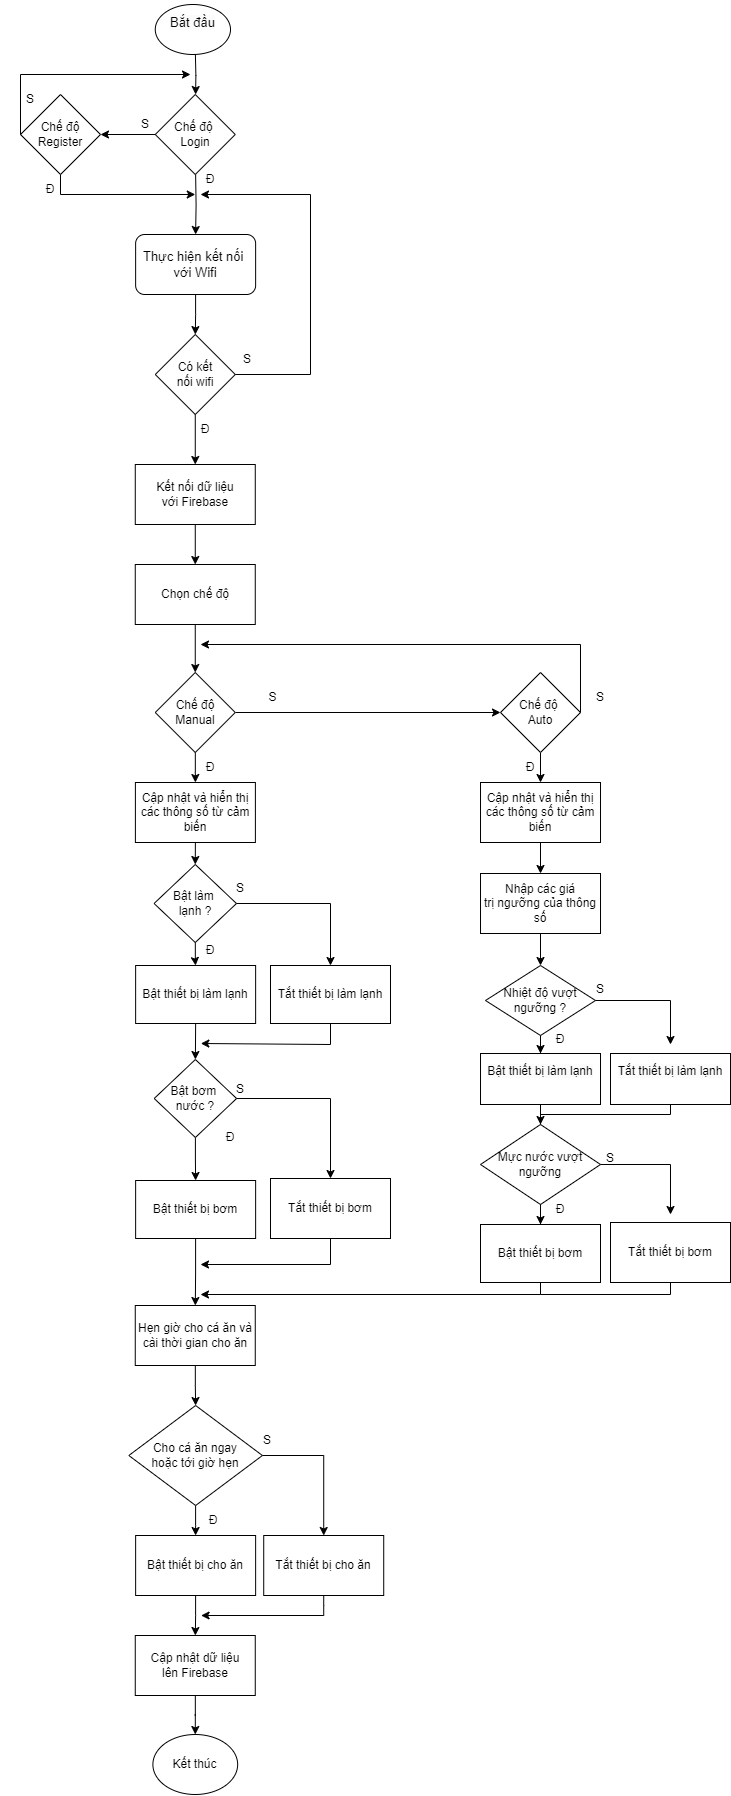 Bắt đầu
S
Chế độ
Register
S
Chế độ
Login
Đ
Đ
Thực hiện kết nối
với Wifi
Có kết
nối wifi
S
Đ
Kết nối dữ liệu
với Firebase
Chọn chế độ
Chế độ
Manual
S
Chế độ
Auto
S
Đ
Đ
Cập nhật và hiển thị
các thông số từ cảm
biến
Cập nhật và hiển thị
các thông số từ cảm
biến
Bật làm
lạnh ?
S
Nhập các giá
trị ngưỡng của thông
số
Đ
Bật thiết bị làm lạnh
Tắt thiết bị làm lạnh
Nhiệt độ vượt
ngưỡng ?
S
Đ
Bật thiết bị làm lạnh
Tắt thiết bị làm lạnh
Bật bơm
nước ?
S
Đ
Mực nước vượt
ngưỡng
S
Đ
Bật thiết bị bơm
Tắt thiết bị bơm
Bật thiết bị bơm
Tắt thiết bị bơm
Hẹn giờ cho cá ăn và
cài thời gian cho ăn
Cho cá ăn ngay
hoặc tới giờ hẹn
S
Đ
Bật thiết bị cho ăn
Tắt thiết bị cho ăn
Cập nhật dữ liệu
lên Firebase
Kết thúc